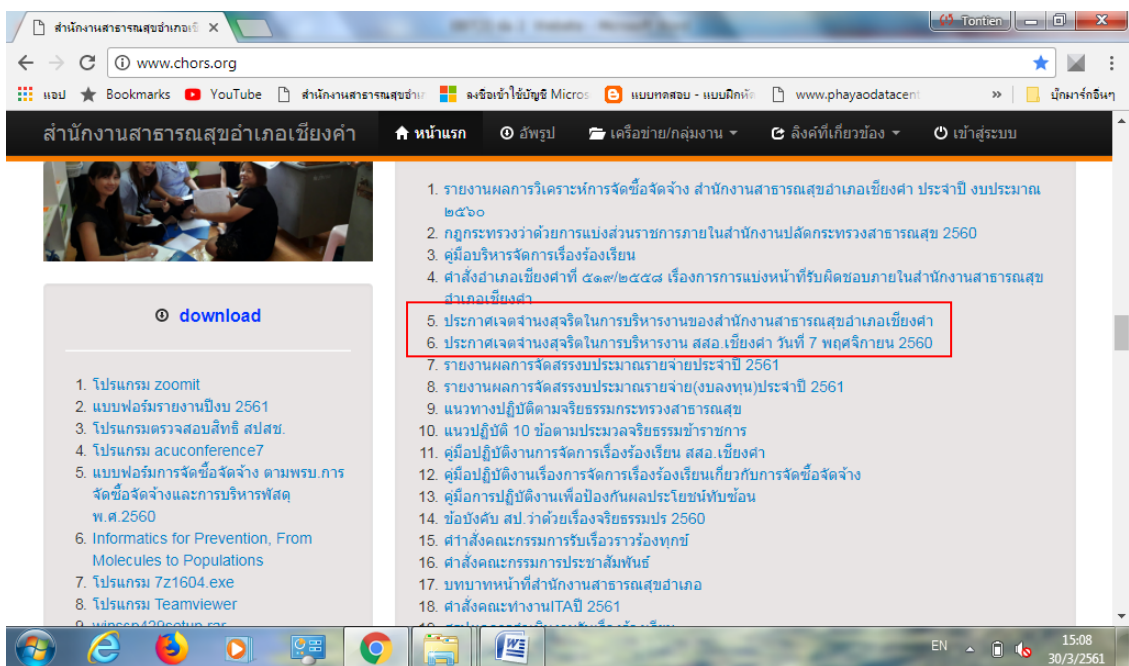 สำนักงานสาธารณสุขอำเภอเชี
Tontien
www.chors.org
แอป
Bookmarks
YouTube
สำนักงานสาธารณสุขอำเภ
ลงชื่อเข้าใช้บัญชี Micros
แบบทดสอบ - แบบฝึกหัด
www.phayaodatacent
»
บุ๊กมาร์กอื่นๆ
สำนักงานสาธารณสุขอำเภอเชียงคำ
หน้าแรก
อัพรูป
เครือข่าย/กลุ่มงาน
ลิงค์ที่เกี่ยวข้อง
เข้าสู่ระบบ
1. รายงานผลการวิเคราะห์การจัดซื้อจัดจ้าง สำนักงานสาธารณสุขอำเภอเชียงคำ ประจำปี งบประมาณ
๒๕๖๐
2. กฎกระทรวงว่าด้วยการแบ่งส่วนราชการภายในสำนักงานปลัดกระทรวงสาธารณสุข 2560
3. คู่มือบริหารจัดการเรื่องร้องเรียน
4. คำสั่งอำเภอเชียงคำที่ ๕๑๙/๒๕๕๘ เรื่องการการแบ่งหน้าที่รับผิดชอบภายในสำนักงานสาธารณสุข
อำเภอเชียงคำ
5. ประกาศเจตจำนงสุจริตในการบริหารงานของสำนักงานสาธารณสุขอำเภอเชียงคำ
6. ประกาศเจตจำนงสุจริตในการบริหารงาน สสอ.เชียงคำ วันที่ 7 พฤศจิกายน 2560
7. รายงานผลการจัดสรรงบประมาณรายจ่ายประจำปี 2561
8. รายงานผลการจัดสรรงบประมาณรายจ่าย(งบลงทุน)ประจำปี 2561
9. แนวทางปฏิบัติตามจริยธรรมกระทรวงสาธารณสุข
10. แนวปฏิบัติ 10 ข้อตามประมวลจริยธรรมข้าราชการ
11. คู่มือปฏิบัติงานการจัดการเรื่องร้องเรียน สสอ.เชียงคำ
12. คู่มือปฏิบัติงานเรื่องการจัดการเรื่องร้องเรียนเกี่ยวกับการจัดซื้อจัดจ้าง
13. คู่มือการปฏิบัติงานเพื่อป้องกันผลประโยชน์ทับซ้อน
14. ข้อบังคับ สป.ว่าด้วยเรื่องจริยธรรมปร 2560
15. คำาสั่งคณะกรรมการรับเรื่อวราวร้องทุกข์
16. คำสั่งคณะกรรมการประชาสัมพันธ์
17. บทบาทหน้าที่สำนักงานสาธารณสุขอำเภอ
18. คำสั่งคณะทำงานITAปี 2561
download
1. โปรแกรม zoomit
2. แบบฟอร์มรายงานปีงบ 2561
3. โปรแกรมตรวจสอบสิทธิ สปสช.
4. โปรแกรม acuconference7
5. แบบฟอร์มการจัดซื้อจัดจ้าง ตามพรบ.การ
จัดซื้อจัดจ้างและการบริหารพัสดุ
พ.ศ.2560
6. Informatics for Prevention, From
Molecules to Populations
7. โปรแกรม 7z1604.exe
8. โปรแกรม Teamviewer
9. winscp429setup.rar
EN
15:08
30/3/2561